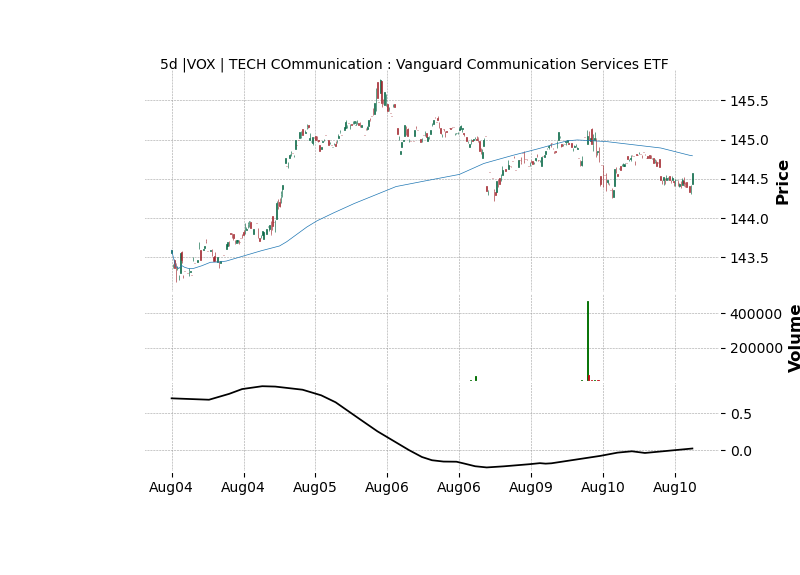 5d |VOX | TECH COmmunication : Vanguard Communication Services ETF
145.5
145.0
144.5
144.0
143.5
Price
400000
200000
Volume
0.5
0.0
Aug04 Aug04 Aug05 Aug06 Aug06 Aug09 Aug10 Aug10